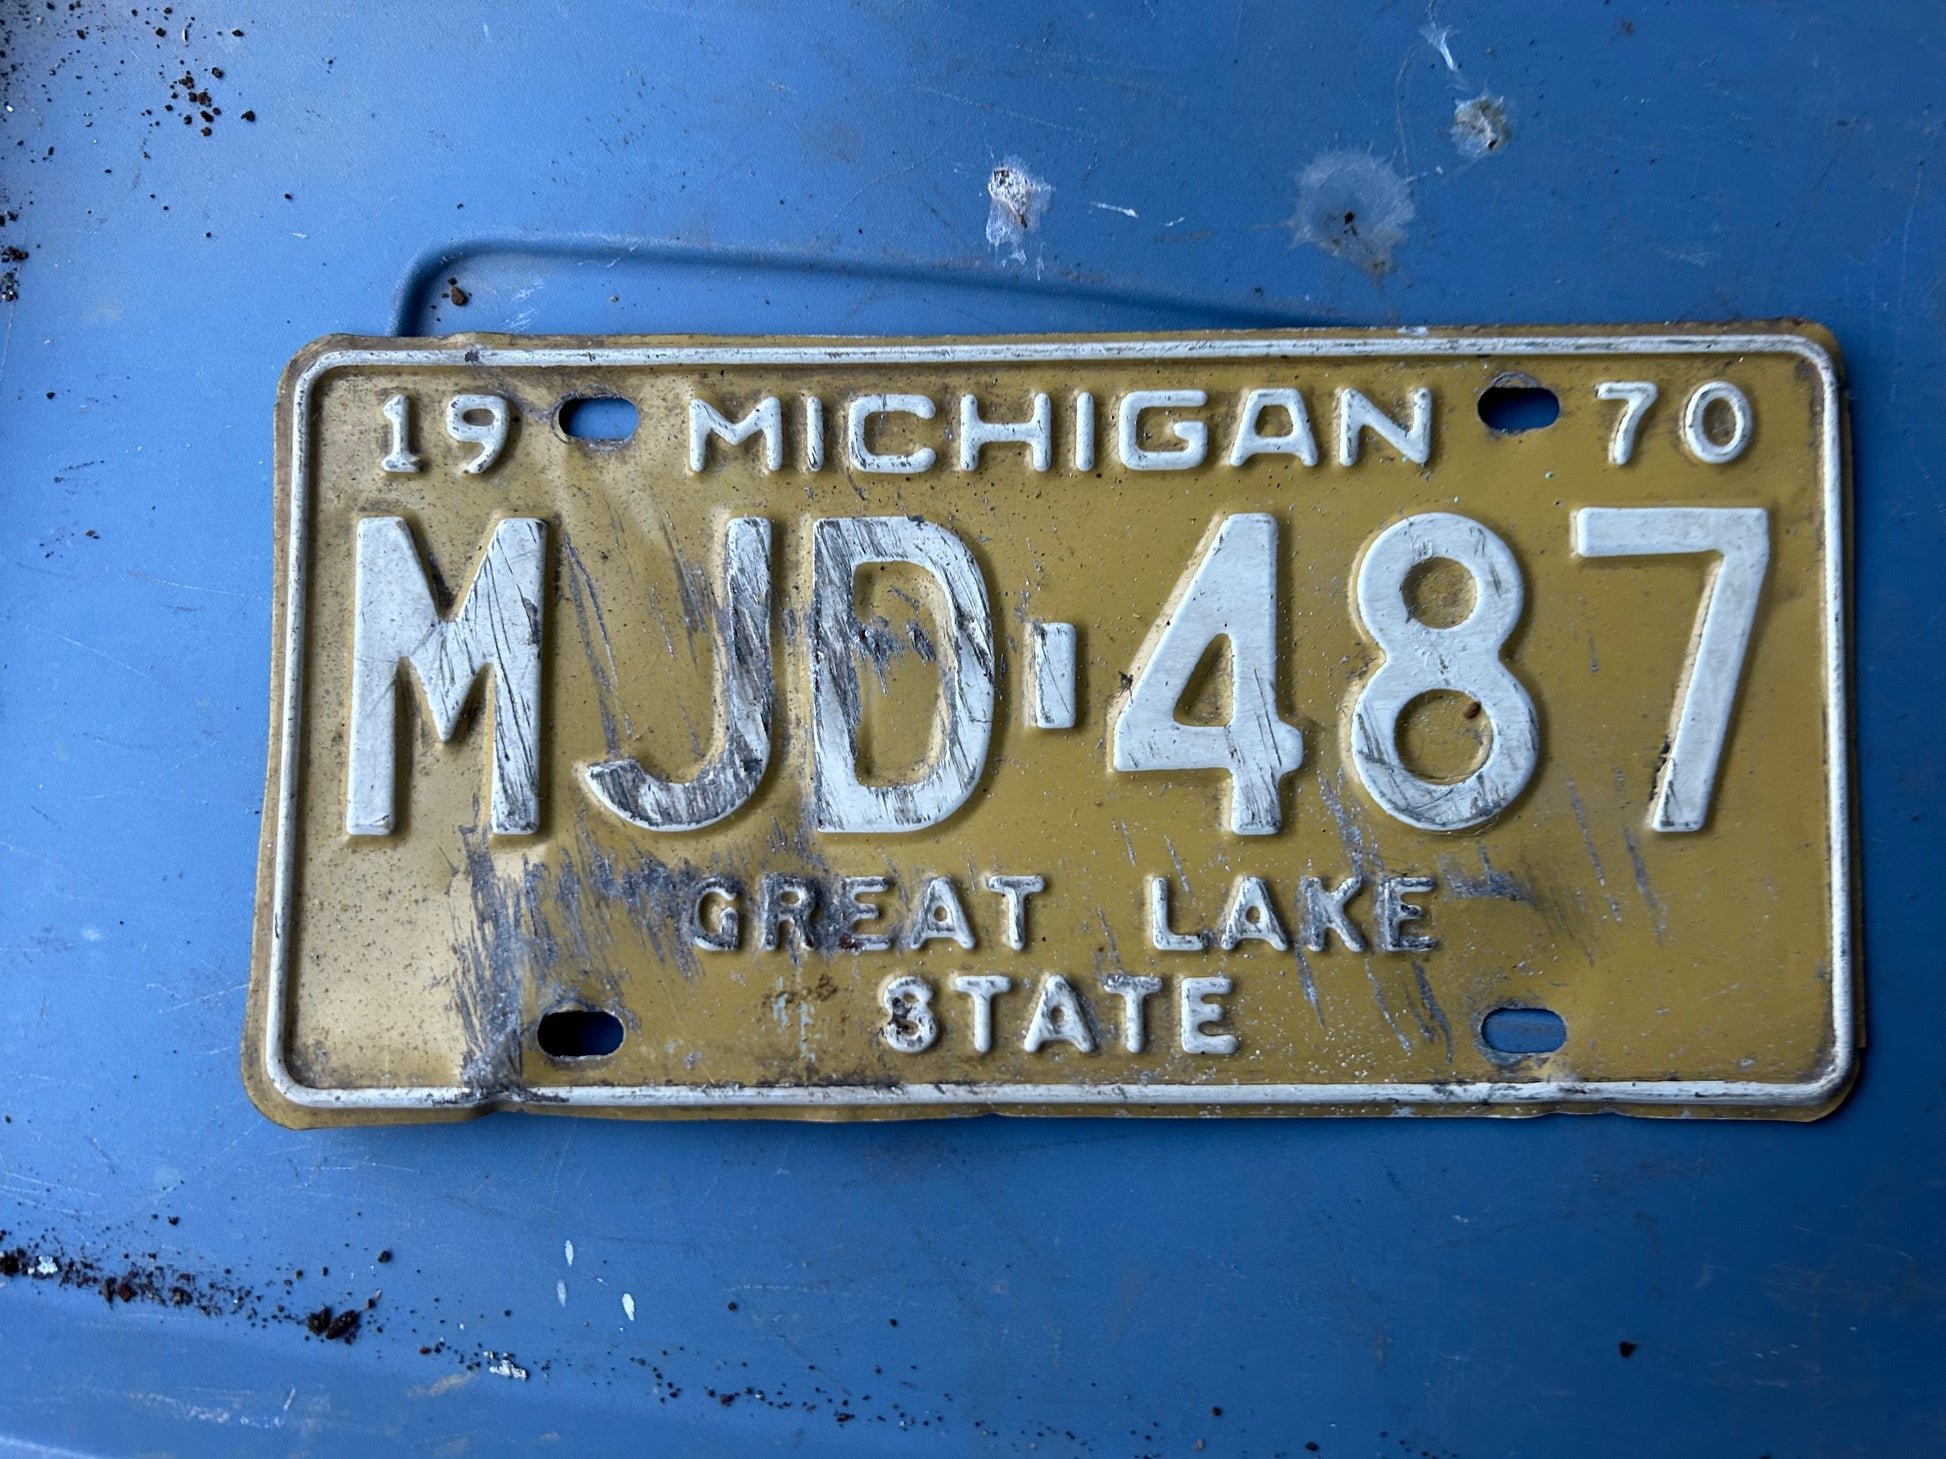 19 MICHIGAN 70
MJD-487
GREAT LAKE
STATE